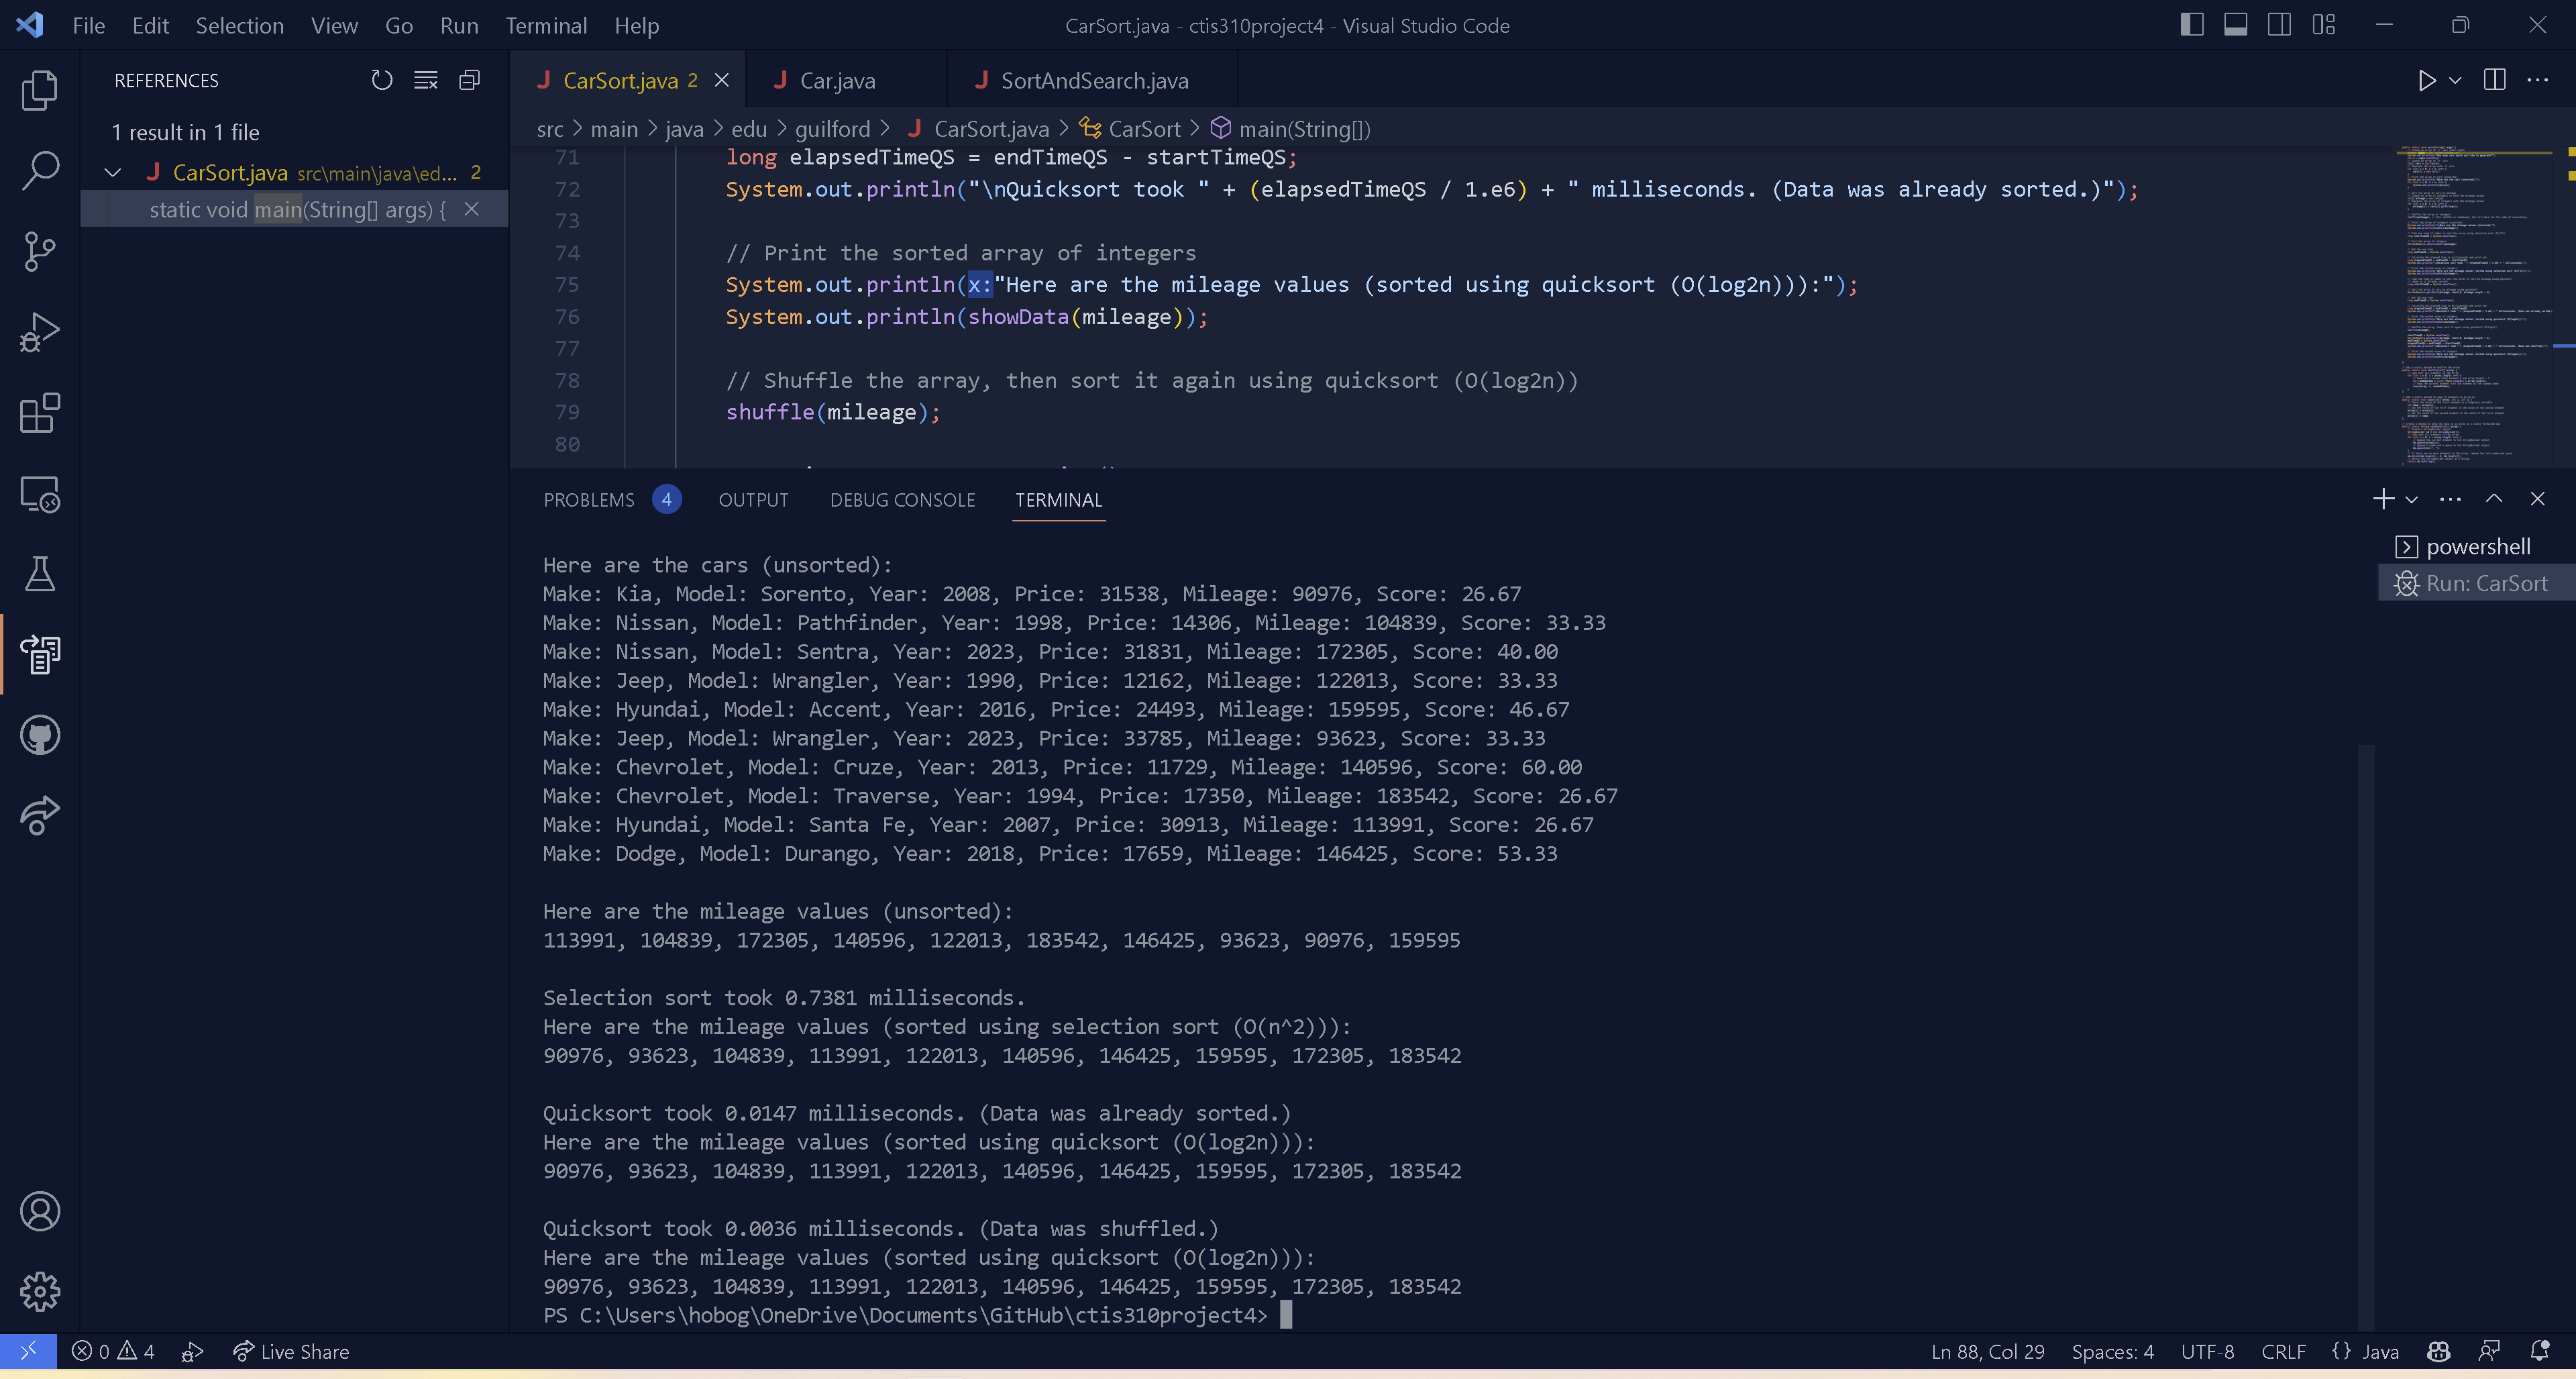 File Edit Selection View Go Run Terminal Help
CarSort.java - ctis310project4 - Visual Studio Code
REFERENCES
1 result in 1 file
CarSort.java src\main\java\ed... 2
static void main(String[] args) {
CarSort.java 2
Car.java
SortAndSearch.java
src > main > java > edu > guilford > CarSort.java > CarSort > main(String[])
71 long elapsedTimeQS = endTimeQS - startTimeQS;
72 System.out.println("\nQuicksort took " + (elapsedTimeQS / 1.e6) + " milliseconds. (Data was already sorted.)");
73
74 // Print the sorted array of integers
75 System.out.println(x:"Here are the mileage values (sorted using quicksort (O(log2n))):");
76 System.out.println(showData(mileage));
77
78 // Shuffle the array, then sort it again using quicksort (O(log2n))
79 shuffle(mileage);
80
PROBLEMS 4 OUTPUT DEBUG CONSOLE TERMINAL
powershell
Run: CarSort
Here are the cars (unsorted):
Make: Kia, Model: Sorento, Year: 2008, Price: 31538, Mileage: 90976, Score: 26.67
Make: Nissan, Model: Pathfinder, Year: 1998, Price: 14306, Mileage: 104839, Score: 33.33
Make: Nissan, Model: Sentra, Year: 2023, Price: 31831, Mileage: 172305, Score: 40.00
Make: Jeep, Model: Wrangler, Year: 1990, Price: 12162, Mileage: 122013, Score: 33.33
Make: Hyundai, Model: Accent, Year: 2016, Price: 24493, Mileage: 159595, Score: 46.67
Make: Jeep, Model: Wrangler, Year: 2023, Price: 33785, Mileage: 93623, Score: 33.33
Make: Chevrolet, Model: Cruze, Year: 2013, Price: 11729, Mileage: 140596, Score: 60.00
Make: Chevrolet, Model: Traverse, Year: 1994, Price: 17350, Mileage: 183542, Score: 26.67
Make: Hyundai, Model: Santa Fe, Year: 2007, Price: 30913, Mileage: 113991, Score: 26.67
Make: Dodge, Model: Durango, Year: 2018, Price: 17659, Mileage: 146425, Score: 53.33
Here are the mileage values (unsorted):
113991, 104839, 172305, 140596, 122013, 183542, 146425, 93623, 90976, 159595
Selection sort took 0.7381 milliseconds.
Here are the mileage values (sorted using selection sort (O(n^2))):
90976, 93623, 104839, 113991, 122013, 140596, 146425, 159595, 172305, 183542
Quicksort took 0.0147 milliseconds. (Data was already sorted.)
Here are the mileage values (sorted using quicksort (O(log2n))):
90976, 93623, 104839, 113991, 122013, 140596, 146425, 159595, 172305, 183542
Quicksort took 0.0036 milliseconds. (Data was shuffled.)
Here are the mileage values (sorted using quicksort (O(log2n))):
90976, 93623, 104839, 113991, 122013, 140596, 146425, 159595, 172305, 183542
PS C:\Users\hobog\OneDrive\Documents\GitHub\ctis310project4>
0 4 Live Share
Ln 88, Col 29 Spaces: 4 UTF-8 CRLF {} Java